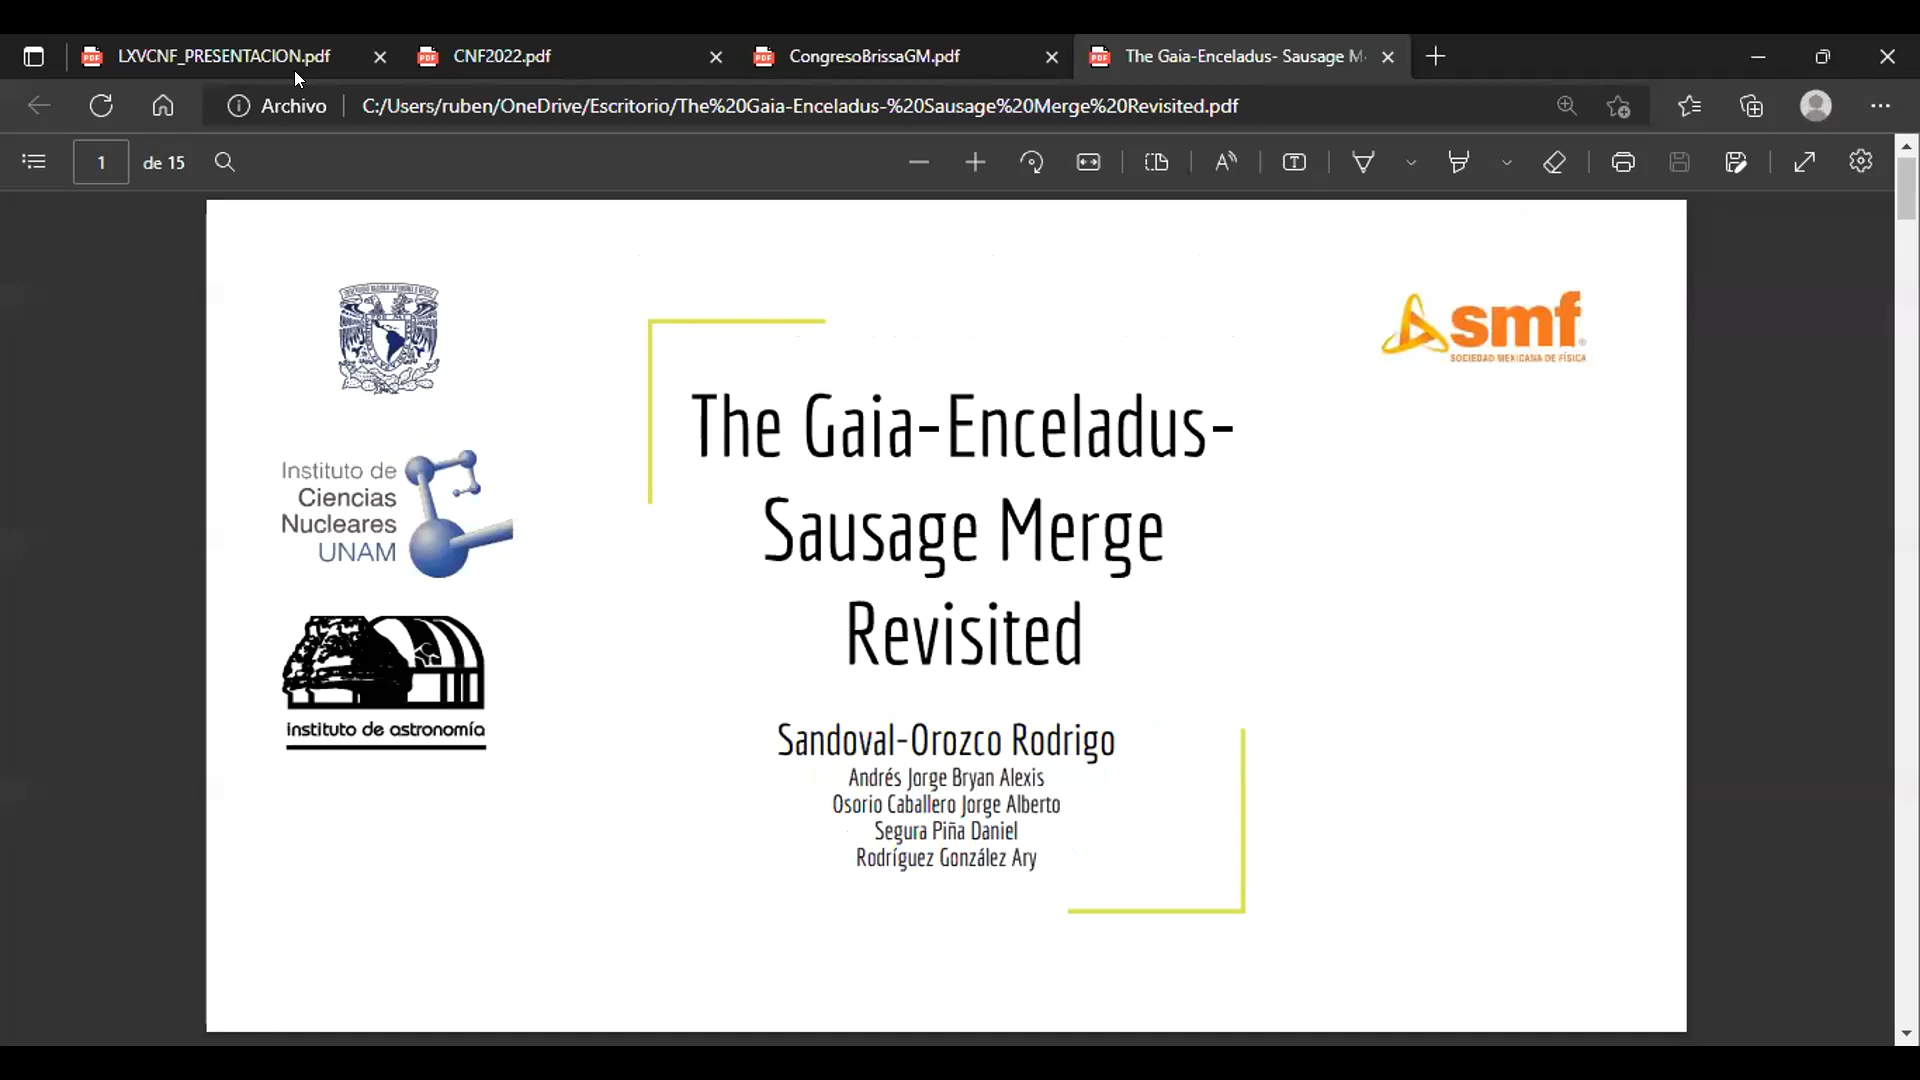 LXVCNF_PRESENTACION.pdf
CNF2022.pdf
CongresoBrissaGM.pdf
The Gaia-Enceladus- Sausage M
Archivo
C:/Users/ruben/OneDrive/Escritorio/The%20Gaia-Enceladus-%20Sausage%20Merge%20Revisited.pdf
1 de 15
smf
SOCIEDAD MEXICANA DE FÍSICA
Instituto de
Ciencias
Nucleares
UNAM
instituto de astronomía
The Gaia-Enceladus-
Sausage Merge
Revisited
Sandoval-Orozco Rodrigo
Andrés Jorge Bryan Alexis
Osorio Caballero Jorge Alberto
Segura Piña Daniel
Rodríguez González Ary